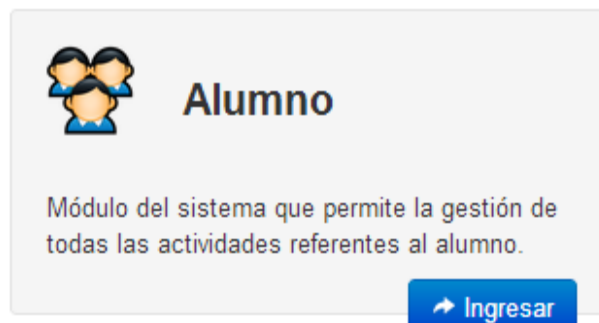 Alumno
Módulo del sistema que permite la gestión de
todas las actividades referentes al alumno.
Ingresar